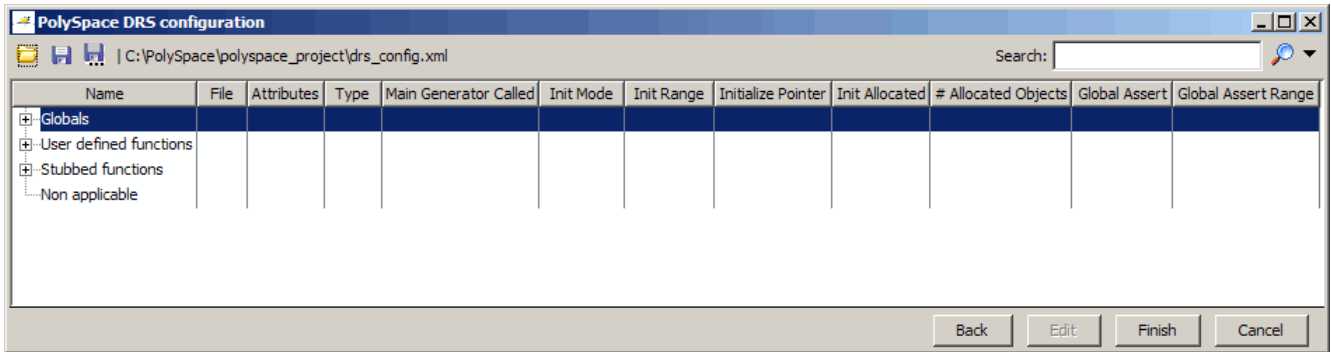 PolySpace DRS configuration
| C:\PolySpace\polyspace_project\drs_config.xml Search:
Name File Attributes Type Main Generator Called Init Mode Init Range Initialize Pointer Init Allocated # Allocated Objects Global Assert Global Assert Range
Globals
User defined functions
Stubbed functions
Non applicable
Back Edit Finish Cancel